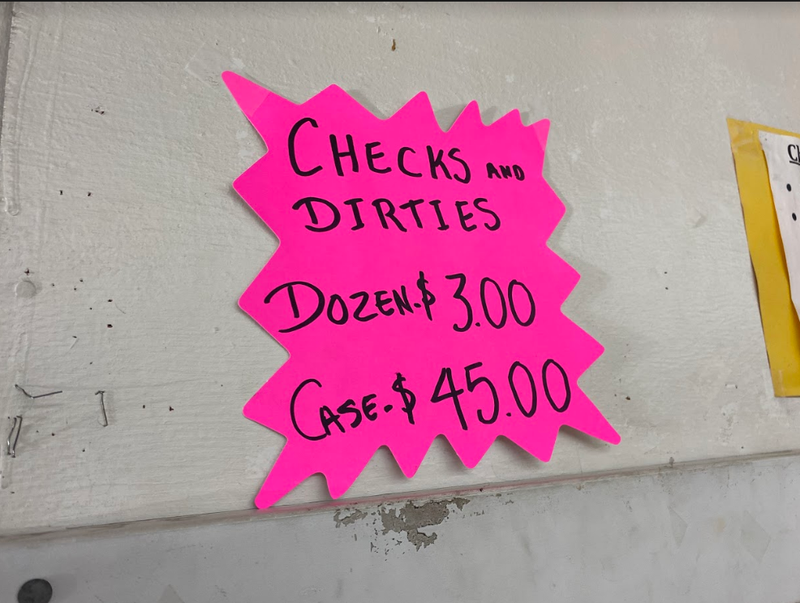 CHECKS AND
DIRTIES
DOZEN.$ 3.00
CASE.$ 45.00